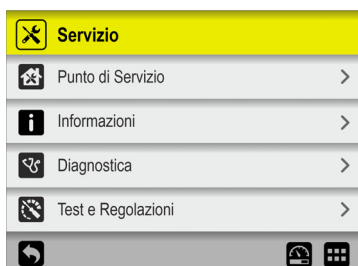 Servizio
Punto di Servizio
Informazioni
Diagnostica
Test e Regolazioni